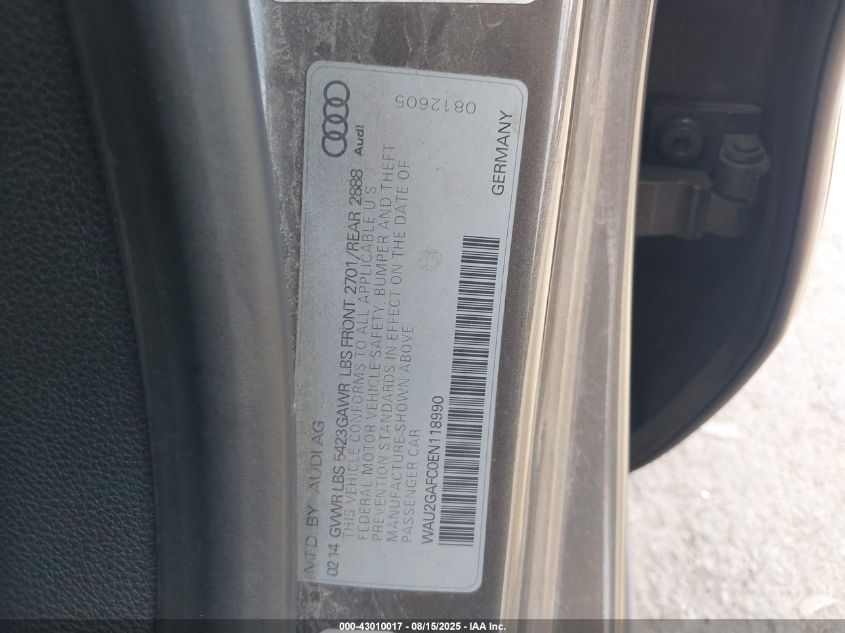 MFD. BY AUDI AG
Audi
0214 GVWR LBS 5423 GAWR LBS FRONT 2701/REAR 2888
THIS VEHICLE CONFORMS TO ALL APPLICABLE U S
FEDERAL MOTOR VEHICLE SAFETY, BUMPER AND THEFT
PREVENTION STANDARDS IN EFFECT ON THE DATE OF
MANUFACTURE SHOWN ABOVE
PASSENGER CAR
WAU2GAFC0EN118990
0812605
GERMANY
000-43010017 - 08/15/2025 - IAA Inc.